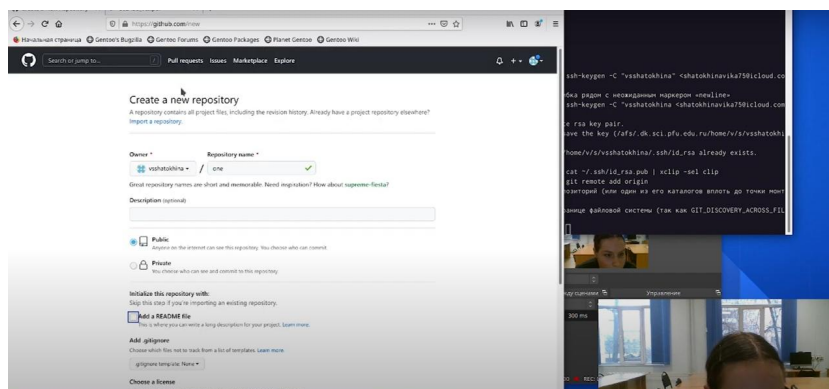 https://github.com/new
Начальная страница Gentoo's Bugzilla Gentoo Forums Gentoo Packages Planet Gentoo Gentoo Wiki
Search or jump to... / Pull requests Issues Marketplace Explore
Create a new repository
A repository contains all project files, including the revision history. Already have a project repository elsewhere?
Import a repository.
Owner * Repository name *
vsshatokhina / one
Great repository names are short and memorable. Need inspiration? How about supreme-fiesta?
Description (optional)
Public
Anyone on the internet can see this repository. You choose who can commit.
Private
You choose who can see and commit to this repository.
Initialize this repository with:
Skip this step if you're importing an existing repository.
Add a README file
This is where you can write a long description for your project. Learn more.
Add .gitignore
Choose which files not to track from a list of templates. Learn more.
.gitignore template: None
Choose a license
ssh-keygen -C "vsshatokhina" <shatokhinavika75@icloud.co
бка рядом с неожиданным маркером «newline»
ssh-keygen -C "vsshatokhina <shatokhinavika75@icloud.com
te rsa key pair.
save the key (/afs/.dk.sci.pfu.edu.ru/home/v/s/vsshatokhi
/home/v/s/vsshatokhina/.ssh/id_rsa already exists.
cat ~/.ssh/id_rsa.pub | xclip -sel clip
git remote add origin
позиторий (или один из его каталогов вплоть до точки монт
ранице файловой системы (так как GIT_DISCOVERY_ACROSS_FIL
ду сценами Управление
300 ms
REC: